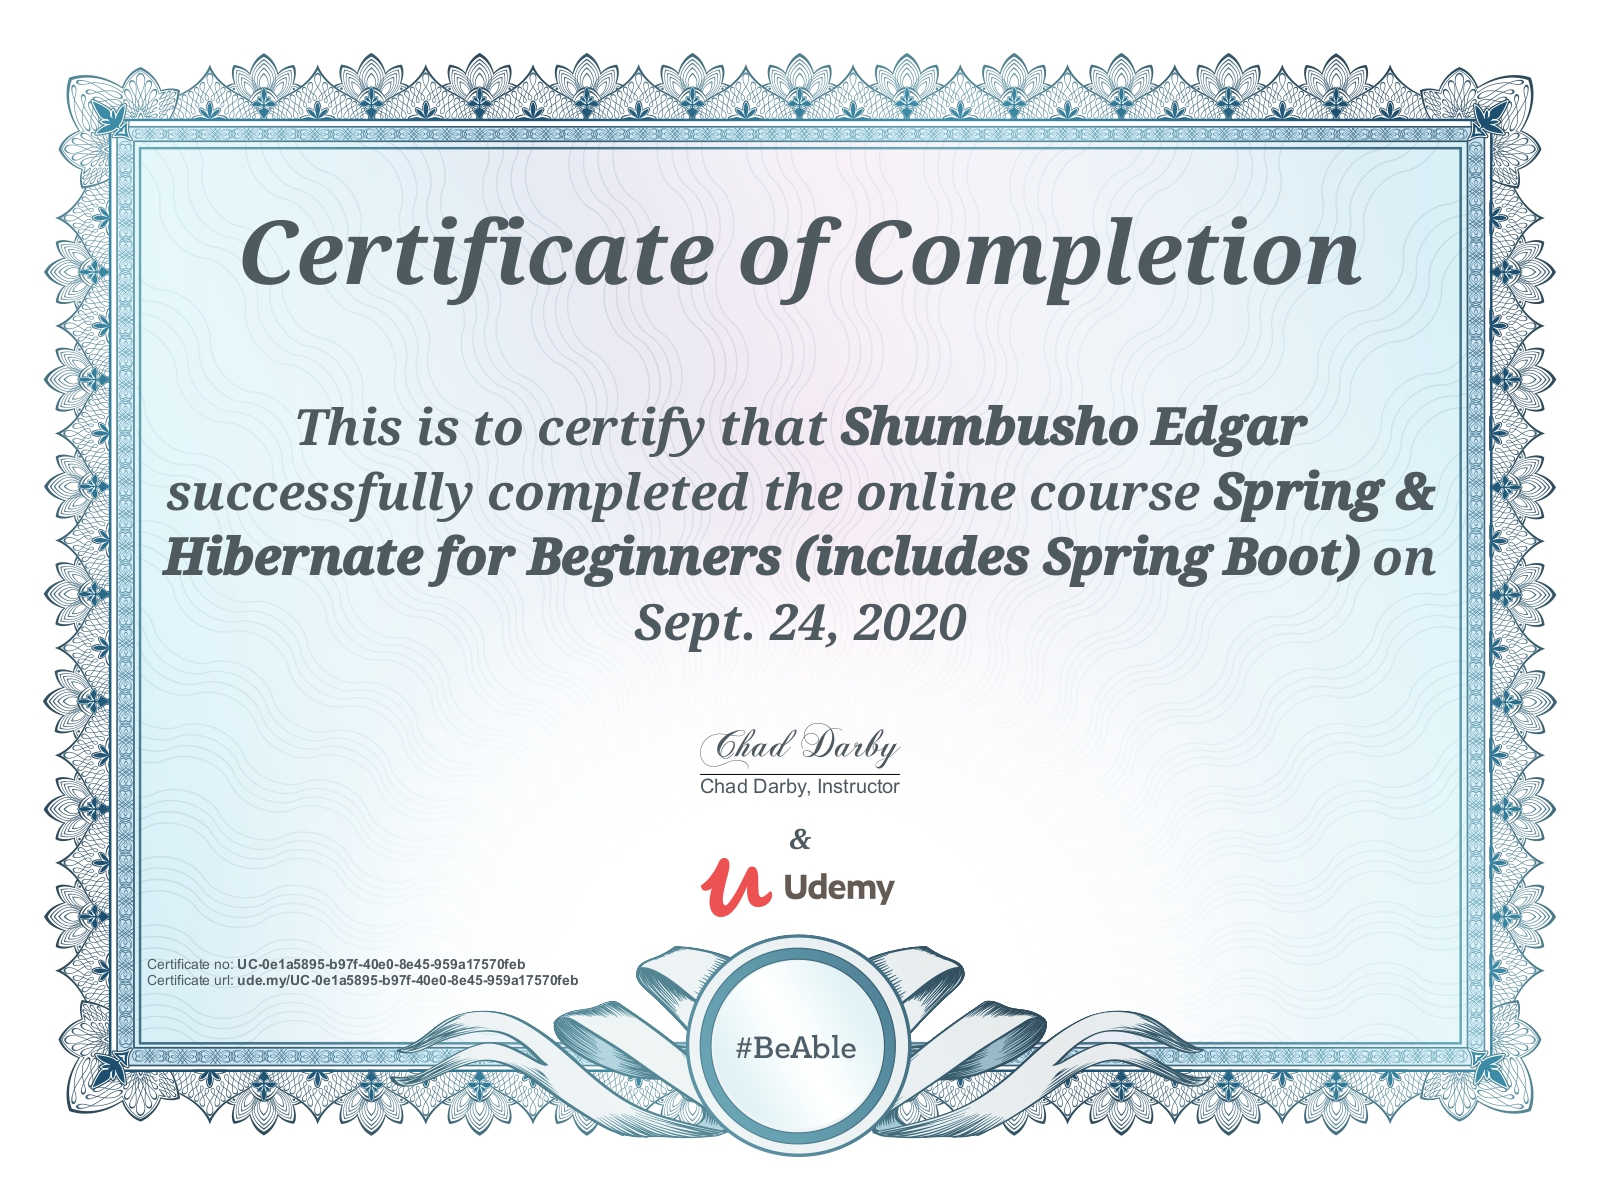 Certificate of Completion
This is to certify that Shumbusho Edgar
successfully completed the online course Spring &
Hibernate for Beginners (includes Spring Boot) on
Sept. 24, 2020
Chad Darby
Chad Darby, Instructor
&
Udemy
Certificate no: UC-0e1a5895-b97f-40e0-8e45-959a17570feb
Certificate url: ude.my/UC-0e1a5895-b97f-40e0-8e45-959a17570feb
#BeAble